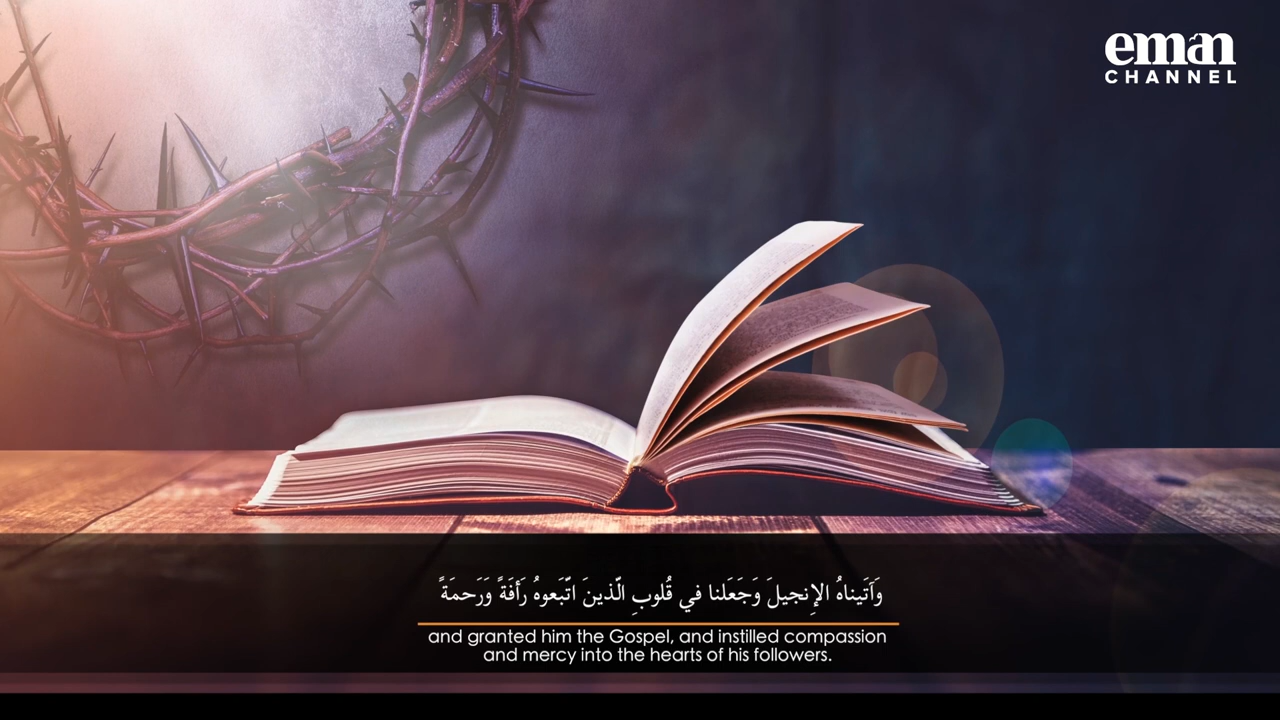 eman
CHANNEL
وَآتَيناهُ الإِنجيلَ وَجَعَلنا في قُلوبِ الَّذينَ اتَّبَعوهُ رَأفَةً وَرَحمَةً
and granted him the Gospel, and instilled compassion
and mercy into the hearts of his followers.